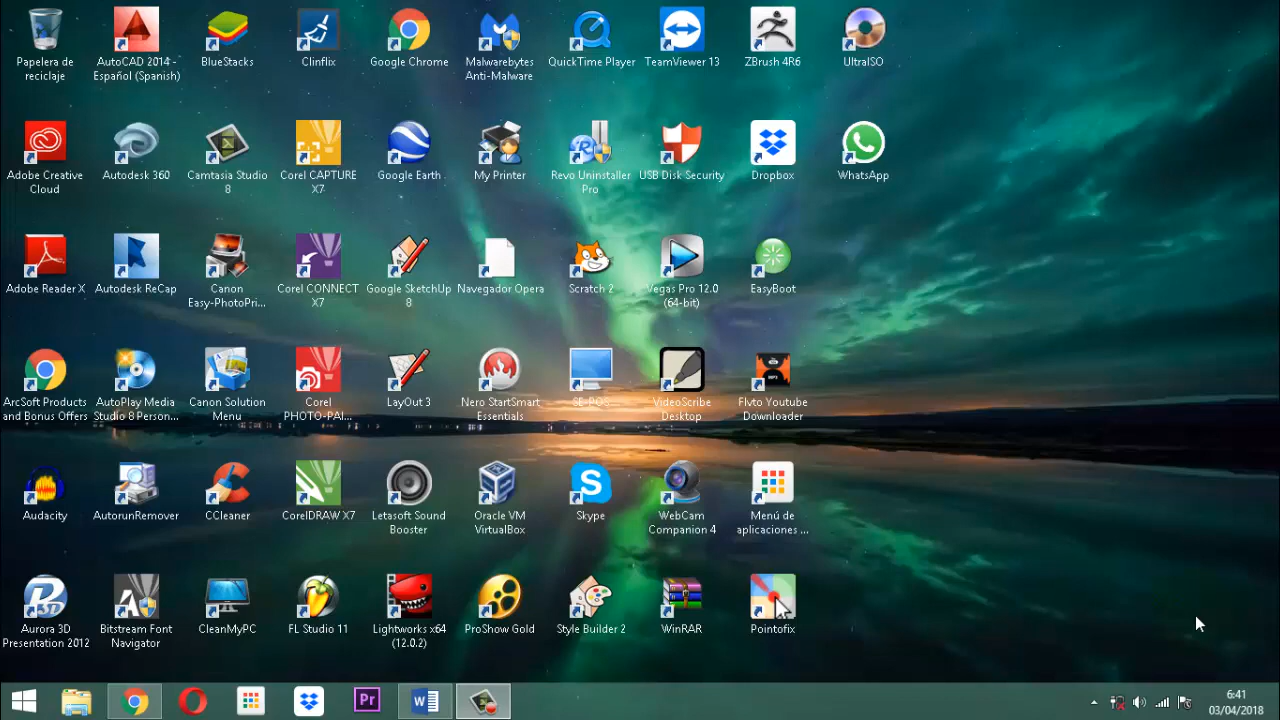 Papelera de
reciclaje
AutoCAD 2014 -
Español (Spanish)
BlueStacks
Clinflix
Google Chrome
Malwarebytes
Anti-Malware
QuickTime Player
TeamViewer 13
ZBrush 4R6
UltraISO
Adobe Creative
Cloud
Autodesk 360
Camtasia Studio
8
Corel CAPTURE
X7
Google Earth
My Printer
Revo Uninstaller
Pro
USB Disk Security
Dropbox
WhatsApp
Adobe Reader X
Autodesk ReCap
Canon
Easy-PhotoPri...
Corel CONNECT
X7
Google SketchUp
8
Navegador Opera
Scratch 2
Vegas Pro 12.0
(64-bit)
EasyBoot
ArcSoft Products
and Bonus Offers
AutoPlay Media
Studio 8 Person...
Canon Solution
Menu
Corel
PHOTO-PAI...
LayOut 3
Nero StartSmart
Essentials
VideoScribe
Desktop
Flvto Youtube
Downloader
Audacity
AutorunRemover
CCleaner
CorelDRAW X7
Letasoft Sound
Booster
Oracle VM
VirtualBox
Skype
WebCam
Companion 4
Menú de
aplicaciones ...
Aurora 3D
Presentation 2012
Bitstream Font
Navigator
CleanMyPC
FL Studio 11
Lightworks x64
(12.0.2)
ProShow Gold
Style Builder 2
WinRAR
Pointofix
Pr
6:41
03/04/2018